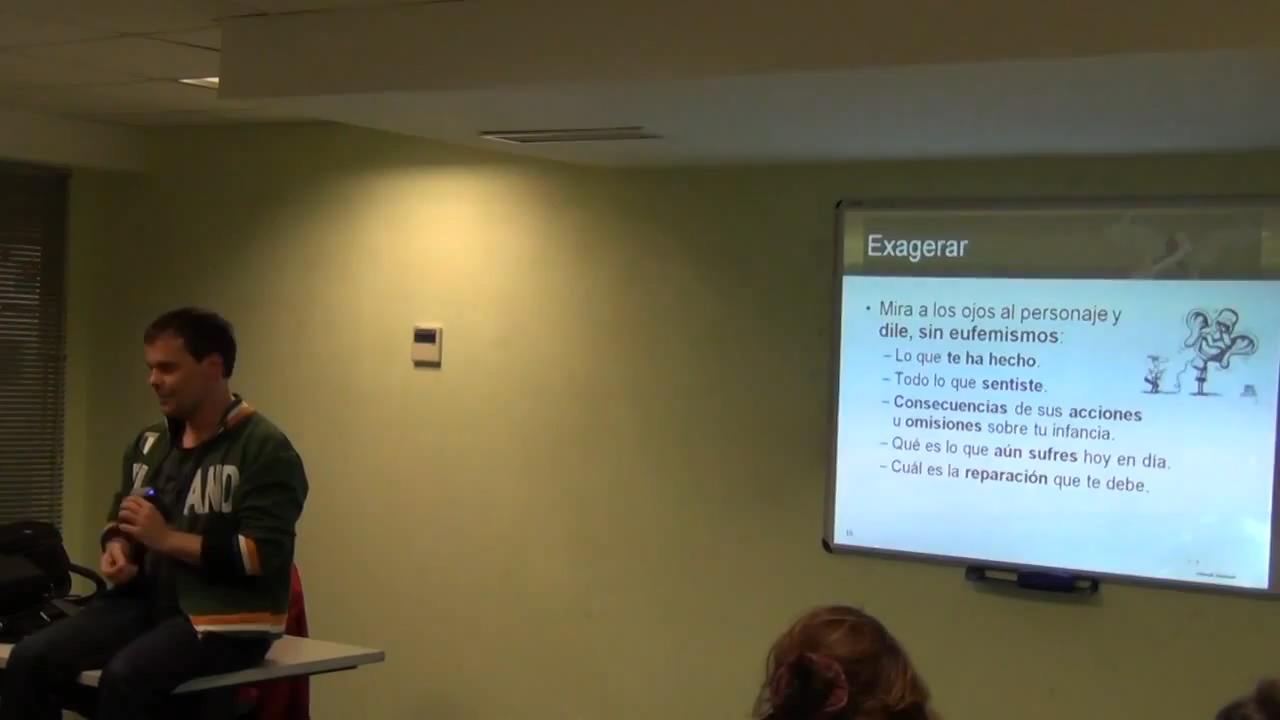 Exagerar
• Mira a los ojos al personaje y
dile, sin eufemismos:
– Lo que te ha hecho.
– Todo lo que sentiste.
– Consecuencias de sus acciones
u omisiones sobre tu infancia.
– Qué es lo que aún sufres hoy en día.
– Cuál es la reparación que te debe.
AND